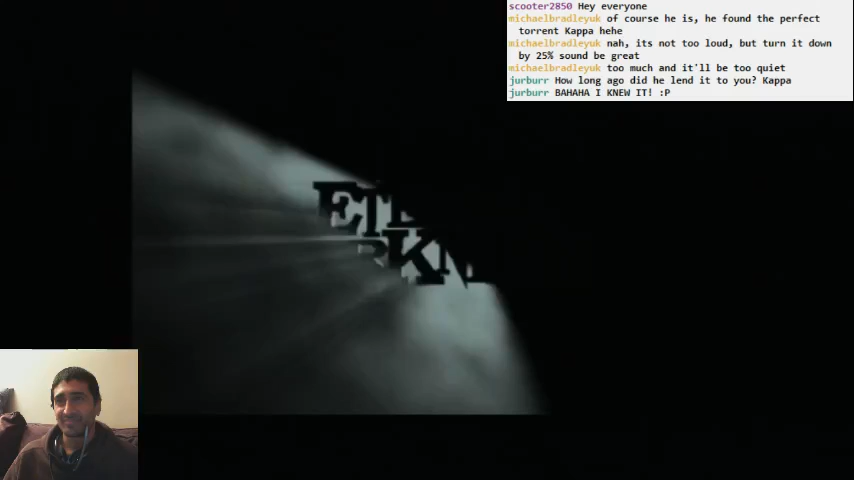 scooter2850 Hey everyone
michaelbradleyuk of course he is, he found the perfect
torrent Kappa hehe
michaelbradleyuk nah, its not too loud, but turn it down
by 25% sound be great
michaelbradleyuk too much and it'll be too quiet
jurburr How long ago did he lend it to you? Kappa
jurburr BAHAHA I KNEW IT! :P
ETE
RKN